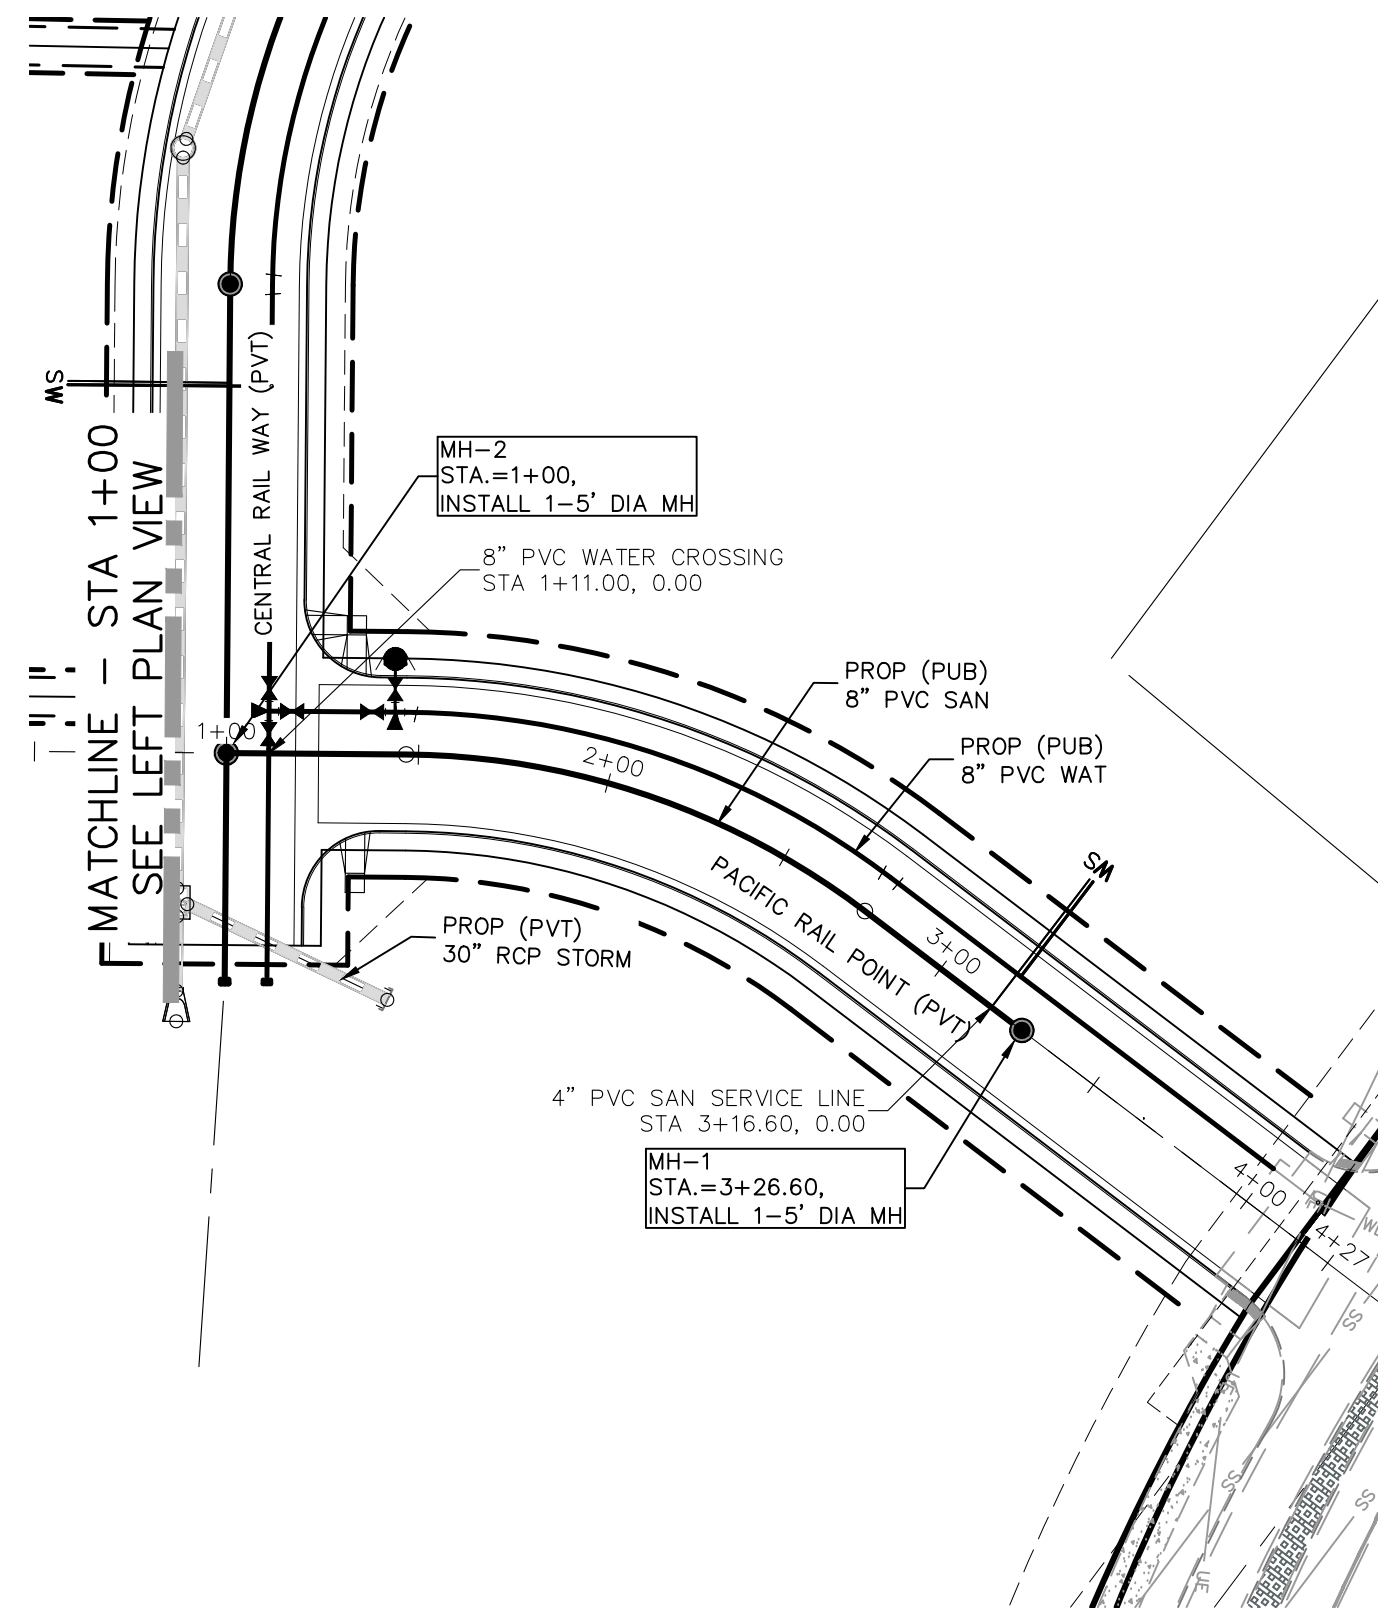 SW
MATCHLINE – STA 1+00
SEE LEFT PLAN VIEW
CENTRAL RAIL WAY (PVT)
MH–2
STA.=1+00,
INSTALL 1–5' DIA MH
8" PVC WATER CROSSING
STA 1+11.00, 0.00
1+00
2+00
PROP (PUB)
8" PVC SAN
PROP (PUB)
8" PVC WAT
SW
PACIFIC RAIL POINT (PVT)
3+00
PROP (PVT)
30" RCP STORM
4" PVC SAN SERVICE LINE
STA 3+16.60, 0.00
MH–1
STA.=3+26.60,
INSTALL 1–5' DIA MH
4+00
4+27
SS
UE
SS
SS
UE